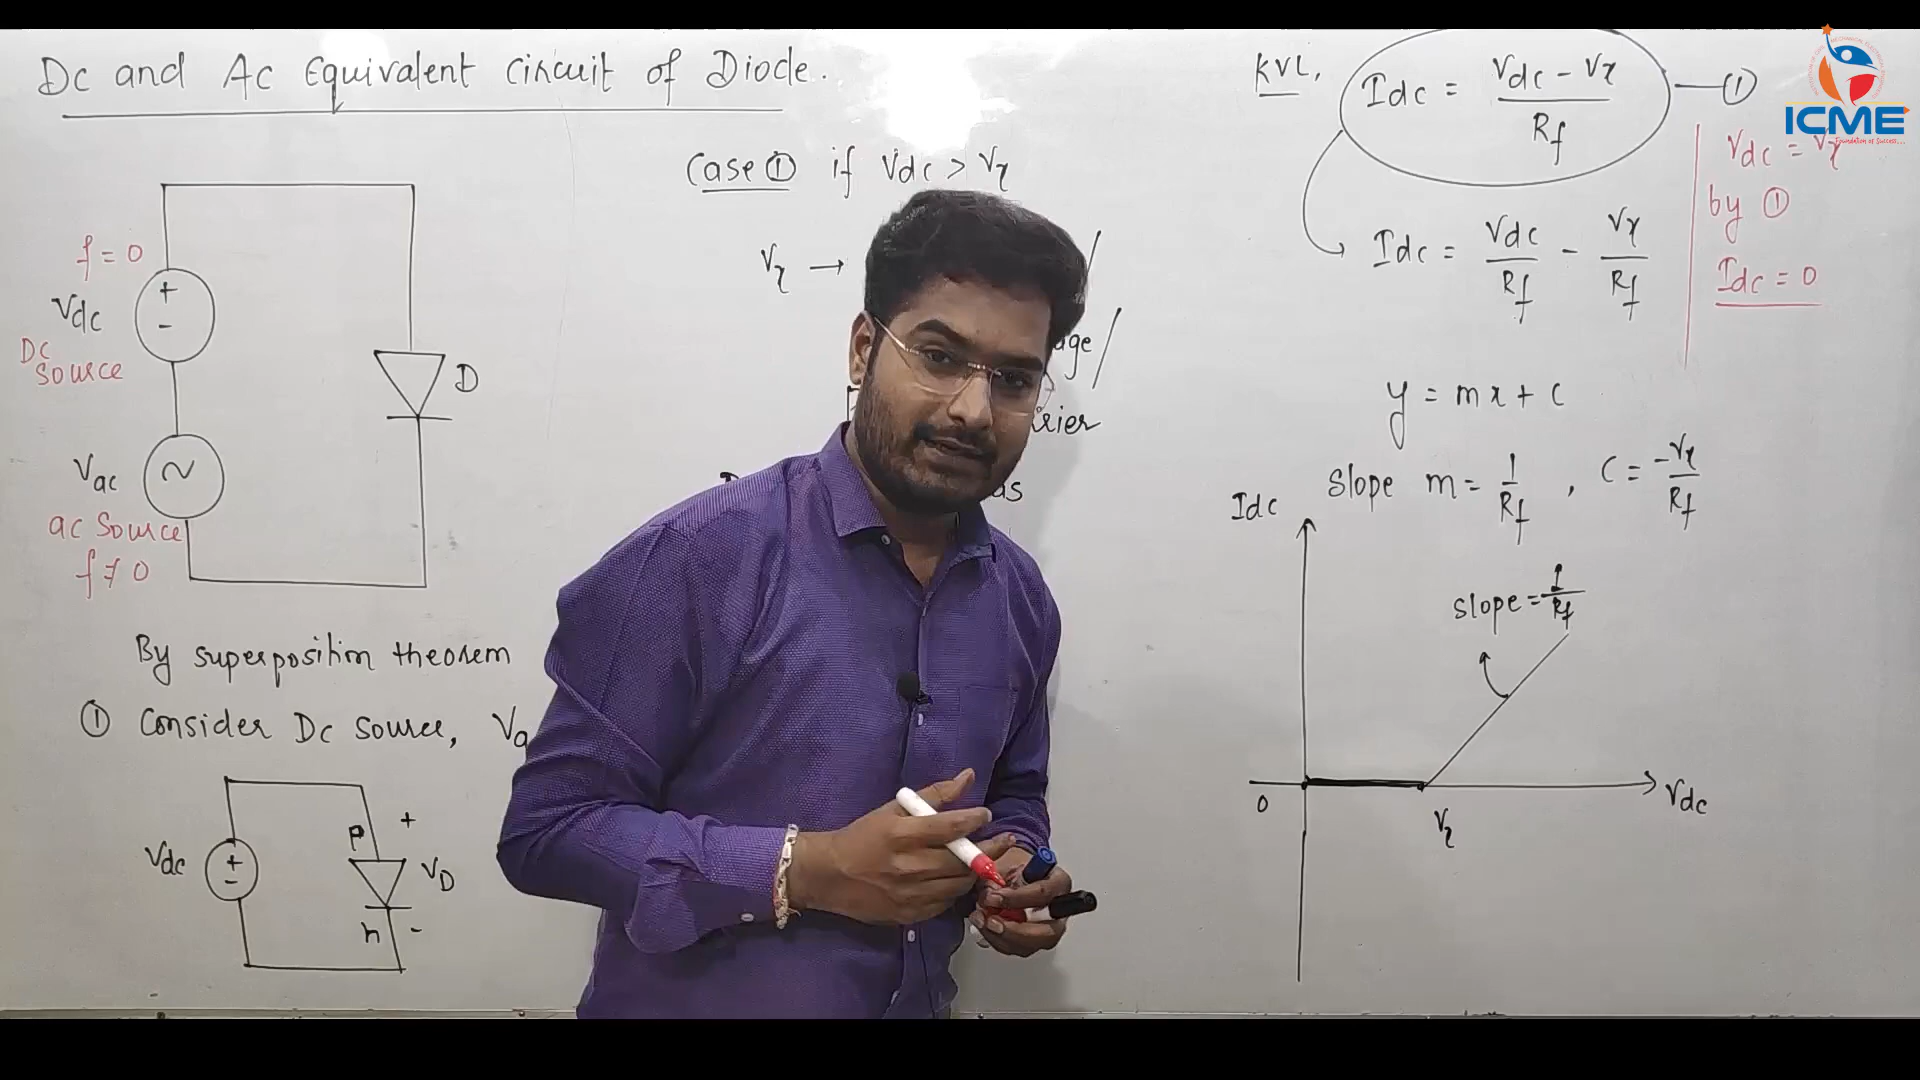 Dc and Ac Equivalent Circuit of Diode.
f = 0
Vdc
+
-
DC
Source
D
Vac
~
ac Source
f ≠ 0
By superposition theorem
① Consider Dc Source,
Vdc
+
-
P
+
VD
n
-
Case ① if Vdc > Vγ
Vγ →
KVL,
Idc = (Vdc - Vγ) / Rf — ①
Idc = Vdc / Rf - Vγ / Rf
Vdc = Vγ
by ①
Idc = 0
y = mx + c
Slope m = 1 / Rf , C = -Vγ / Rf
Idc
Slope = 1 / Rf
0
Vγ
Vdc
ICME
Foundation of Success...